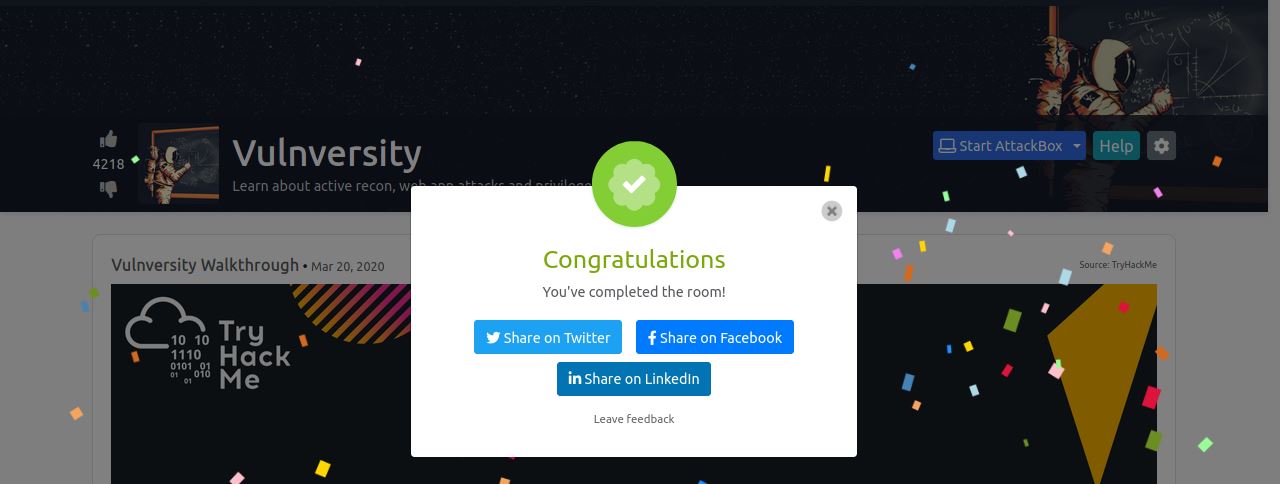 4218
Vulnversity
Start AttackBox
Help
Learn about active recon, web app attacks and privilege
Congratulations
You've completed the room!
Share on Twitter
Share on Facebook
Share on LinkedIn
Leave feedback
Vulnversity Walkthrough • Mar 20, 2020
Source: TryHackMe
Try
Hack
Me
10 10
1110
0101 01
01 010